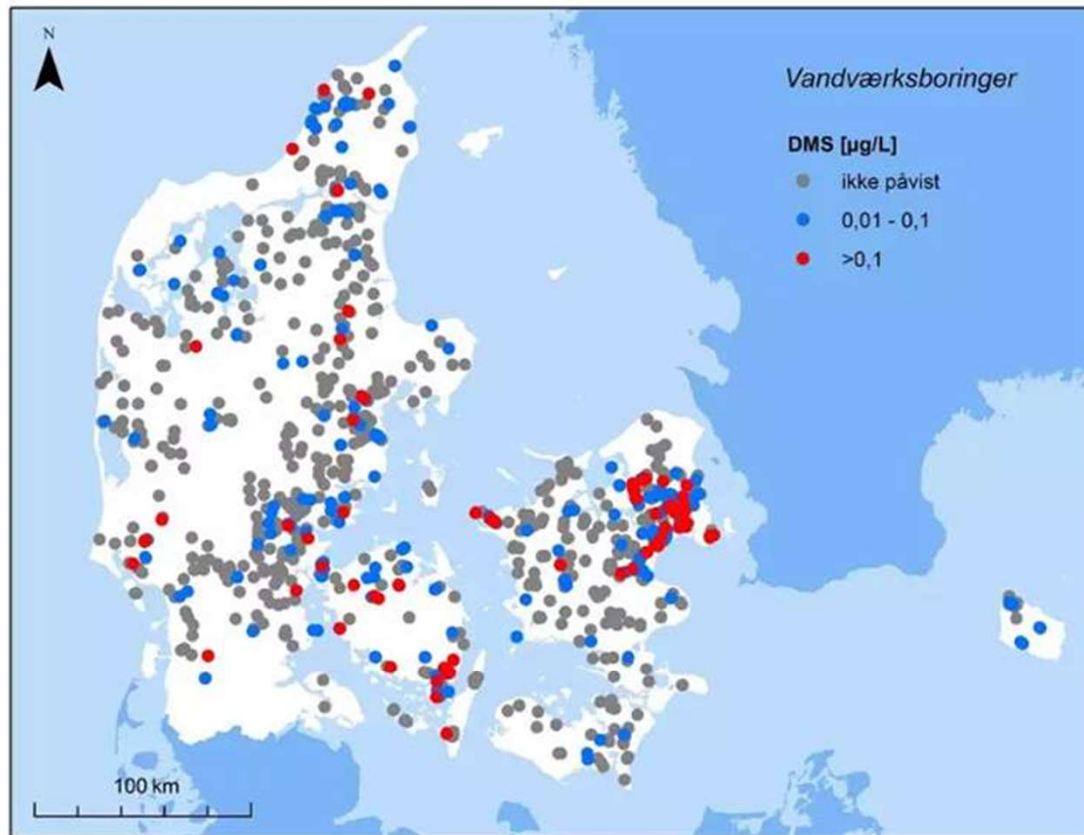 N
Vandværksboringer
DMS [µg/L]
ikke påvist
0,01 - 0,1
>0,1
100 km